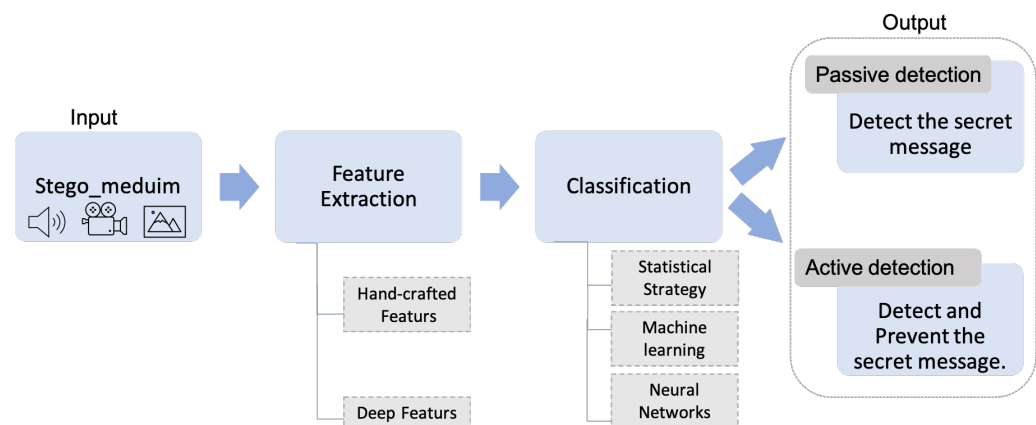 Input
Stego_meduim
Feature
Extraction
Hand-crafted
Featurs
Deep Featurs
Classification
Statistical
Strategy
Machine
learning
Neural
Networks
Output
Passive detection
Detect the secret
message
Active detection
Detect and
Prevent the
secret message.